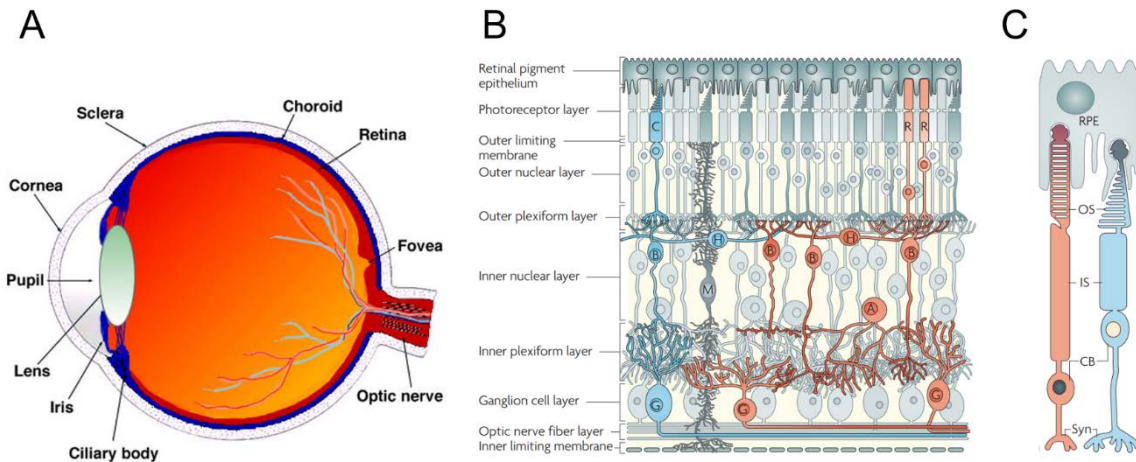 A
Sclera
Choroid
Retina
Cornea
Fovea
Pupil
Lens
Iris
Optic nerve
Ciliary body
B
Retinal pigment
epithelium
Photoreceptor layer
Outer limiting
membrane
Outer nuclear layer
Outer plexiform layer
Inner nuclear layer
Inner plexiform layer
Ganglion cell layer
Optic nerve fiber layer
Inner limiting membrane
C
R R
H
H
B
B
B
B
M
A
G
G
G
C
RPE
OS
IS
CB
Syn